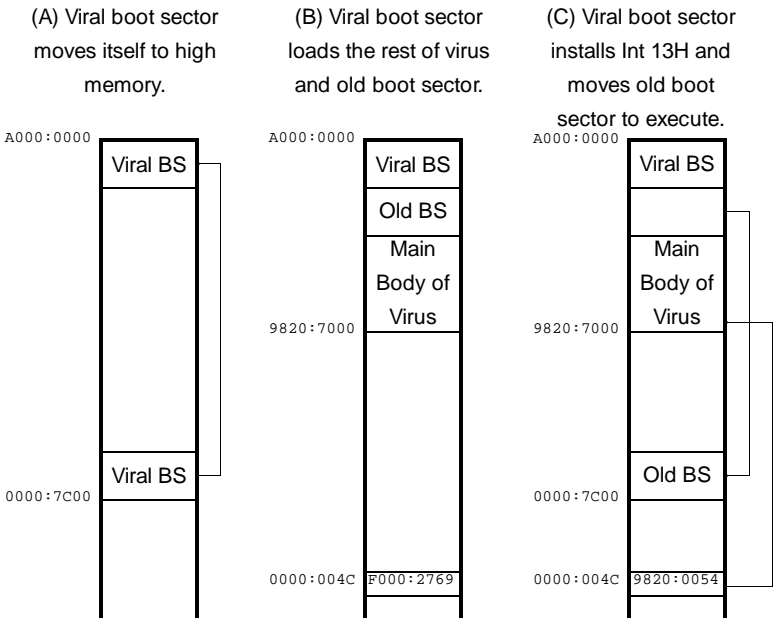 (A) Viral boot sector
moves itself to high
memory.
A000:0000
Viral BS
Viral BS
0000:7C00
(B) Viral boot sector
loads the rest of virus
and old boot sector.
A000:0000
Viral BS
Old BS
Main
Body of
Virus
9820:7000
0000:004C
F000:2769
(C) Viral boot sector
installs Int 13H and
moves old boot
sector to execute.
A000:0000
Viral BS
Main
Body of
Virus
9820:7000
Old BS
0000:7C00
0000:004C
9820:0054